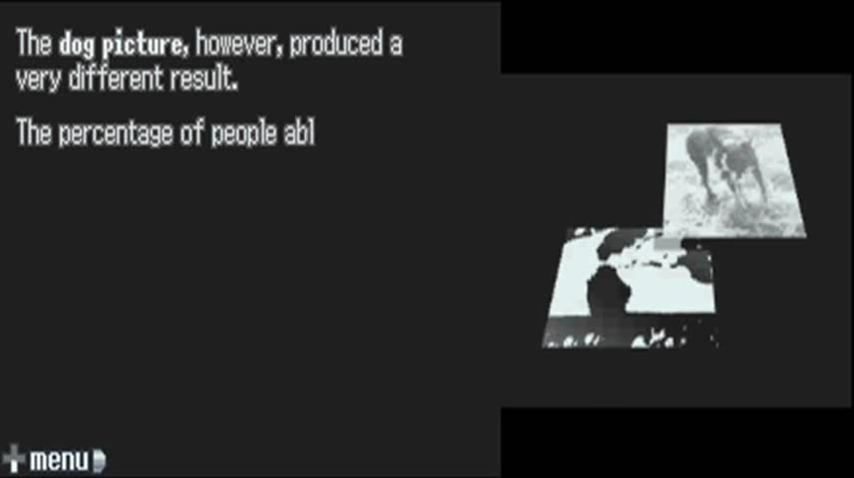 The dog picture, however, produced a
very different result.
The percentage of people abl
menu